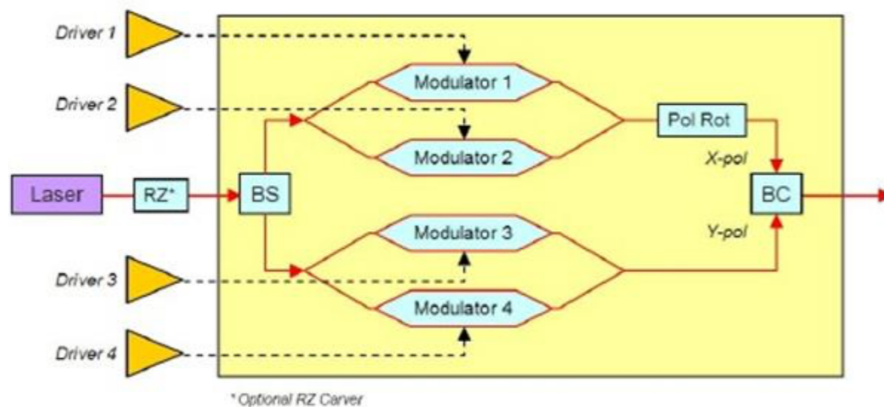 Driver 1
Modulator 1
Driver 2
Pol Rot
Modulator 2
X-pol
Laser
RZ*
BS
BC
Modulator 3
Y-pol
Driver 3
Modulator 4
Driver 4
* Optional RZ Carver